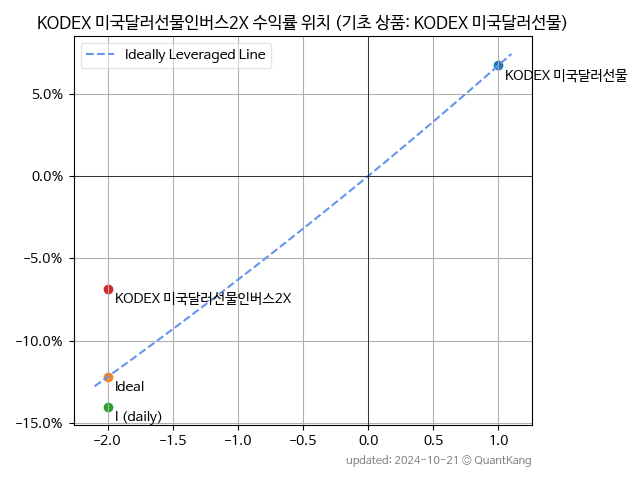 KODEX 미국달러선물인버스2X 수익률 위치 (기초 상품: KODEX 미국달러선물)
Ideally Leveraged Line
KODEX 미국달러선물
5.0%
0.0%
−5.0%
KODEX 미국달러선물인버스2X
−10.0%
Ideal
I (daily)
−15.0%
−2.0 −1.5 −1.0 −0.5 0.0 0.5 1.0
updated: 2024-10-21 © QuantKang